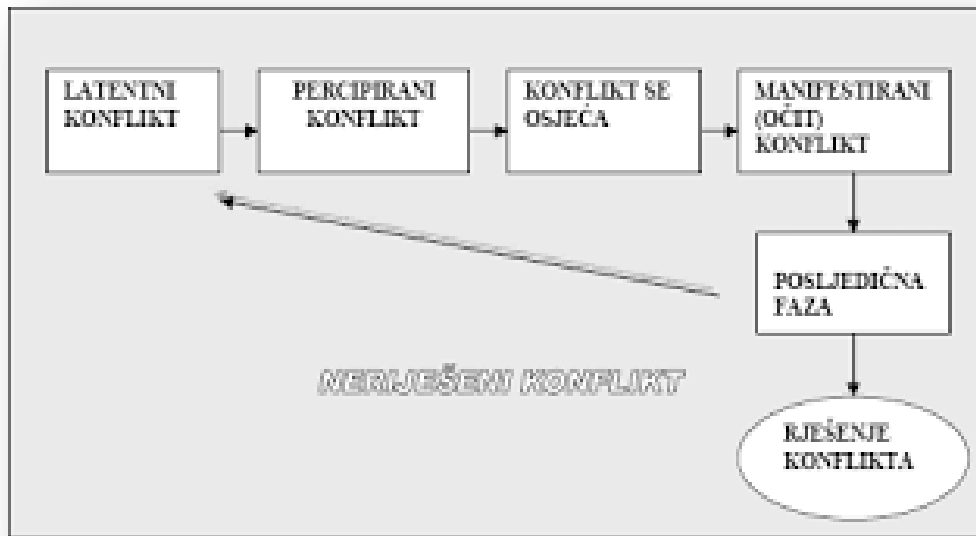 LATENTNI
KONFLIKT
PERCIPIRANI
KONFLIKT
KONFLIKT SE
OSJEĆA
MANIFESTIRANI
(OČIT)
KONFLIKT
POSLJEDIČNA
FAZA
NERIJEŠENI KONFLIKT
RJEŠENJE
KONFLIKTA